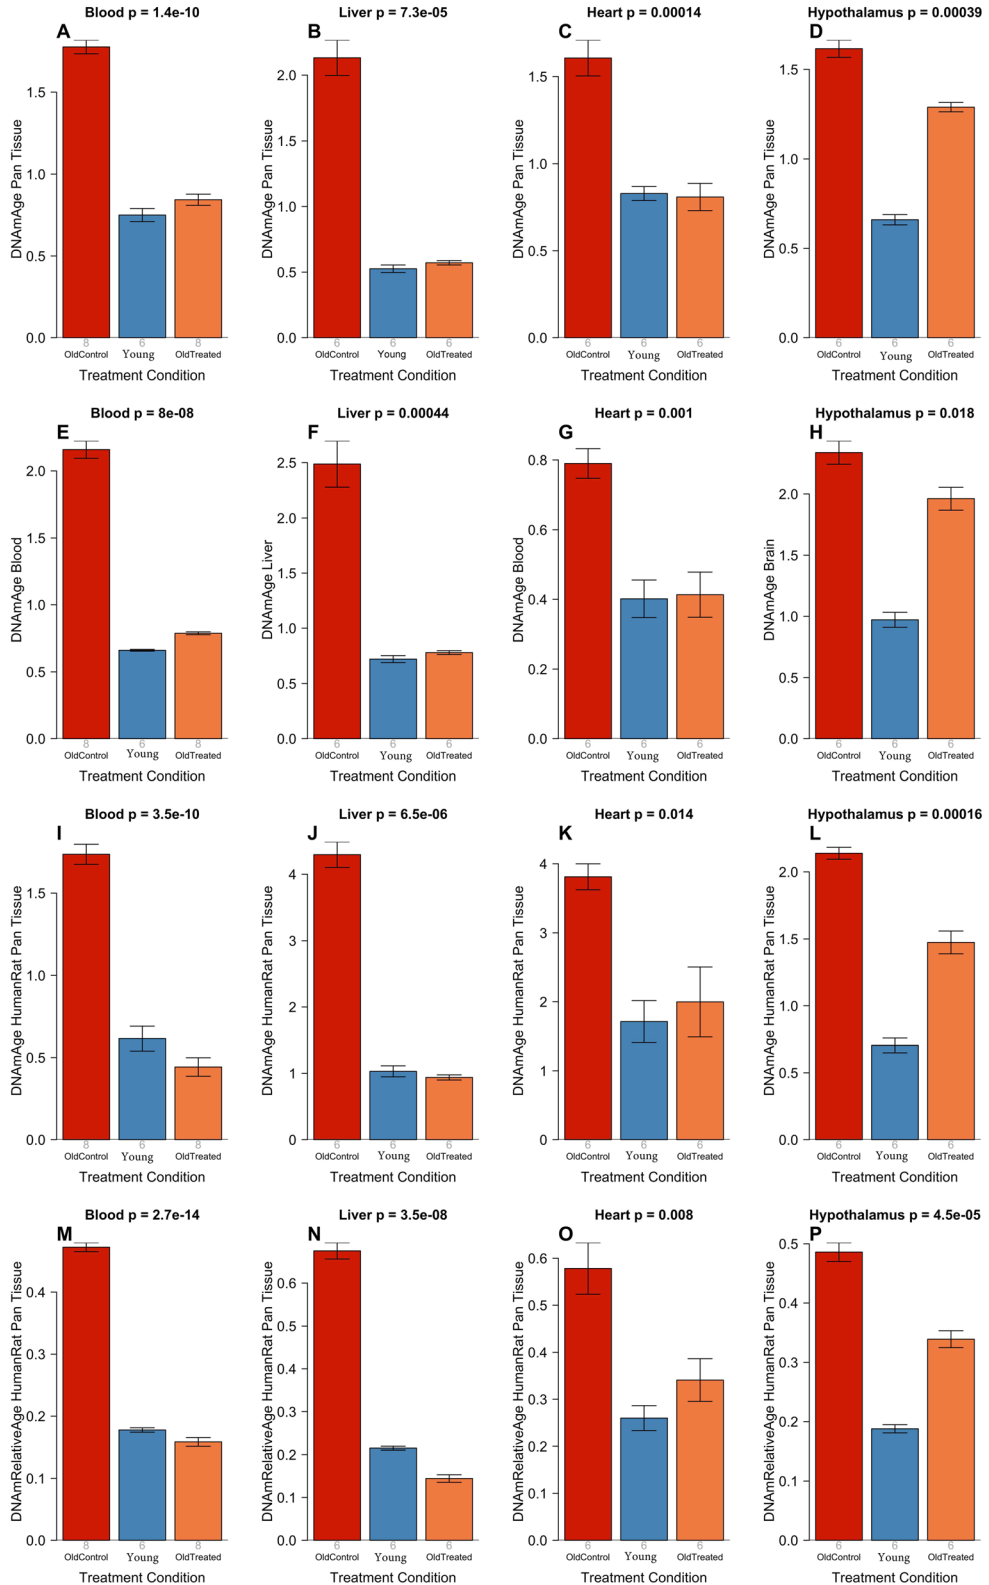 Blood p = 1.4e-10
A
DNAmAge Pan Tissue
1.5
1.0
0.5
0.0
8 6 8
OldControl Young OldTreated
Treatment Condition
Liver p = 7.3e-05
B
DNAmAge Pan Tissue
2.0
1.5
1.0
0.5
0.0
6 6 6
OldControl Young OldTreated
Treatment Condition
Heart p = 0.00014
C
DNAmAge Pan Tissue
1.5
1.0
0.5
0.0
6 6 6
OldControl Young OldTreated
Treatment Condition
Hypothalamus p = 0.00039
D
DNAmAge Pan Tissue
1.5
1.0
0.5
0.0
6 6 6
OldControl Young OldTreated
Treatment Condition
Blood p = 8e-08
E
DNAmAge Blood
2.0
1.5
1.0
0.5
0.0
8 6 8
OldControl Young OldTreated
Treatment Condition
Liver p = 0.00044
F
DNAmAge Liver
2.5
2.0
1.5
1.0
0.5
0.0
6 6 6
OldControl Young OldTreated
Treatment Condition
Heart p = 0.001
G
DNAmAge Blood
0.8
0.6
0.4
0.2
0.0
6 6 6
OldControl Young OldTreated
Treatment Condition
Hypothalamus p = 0.018
H
DNAmAge Brain
2.0
1.5
1.0
0.5
0.0
6 6 6
OldControl Young OldTreated
Treatment Condition
Blood p = 3.5e-10
I
DNAmAge HumanRat Pan Tissue
1.5
1.0
0.5
0.0
8 6 8
OldControl Young OldTreated
Treatment Condition
Liver p = 6.5e-06
J
DNAmAge HumanRat Pan Tissue
4
3
2
1
0
6 6 6
OldControl Young OldTreated
Treatment Condition
Heart p = 0.014
K
DNAmAge HumanRat Pan Tissue
4
3
2
1
0
6 6 6
OldControl Young OldTreated
Treatment Condition
Hypothalamus p = 0.00016
L
DNAmAge HumanRat Pan Tissue
2.0
1.5
1.0
0.5
0.0
6 6 6
OldControl Young OldTreated
Treatment Condition
Blood p = 2.7e-14
M
DNAmRelativeAge HumanRat Pan Tissue
0.4
0.3
0.2
0.1
0.0
8 6 8
OldControl Young OldTreated
Treatment Condition
Liver p = 3.5e-08
N
DNAmRelativeAge HumanRat Pan Tissue
0.6
0.5
0.4
0.3
0.2
0.1
0.0
6 6 6
OldControl Young OldTreated
Treatment Condition
Heart p = 0.008
O
DNAmRelativeAge HumanRat Pan Tissue
0.6
0.5
0.4
0.3
0.2
0.1
0.0
6 6 6
OldControl Young OldTreated
Treatment Condition
Hypothalamus p = 4.5e-05
P
DNAmRelativeAge HumanRat Pan Tissue
0.5
0.4
0.3
0.2
0.1
0.0
6 6 6
OldControl Young OldTreated
Treatment Condition